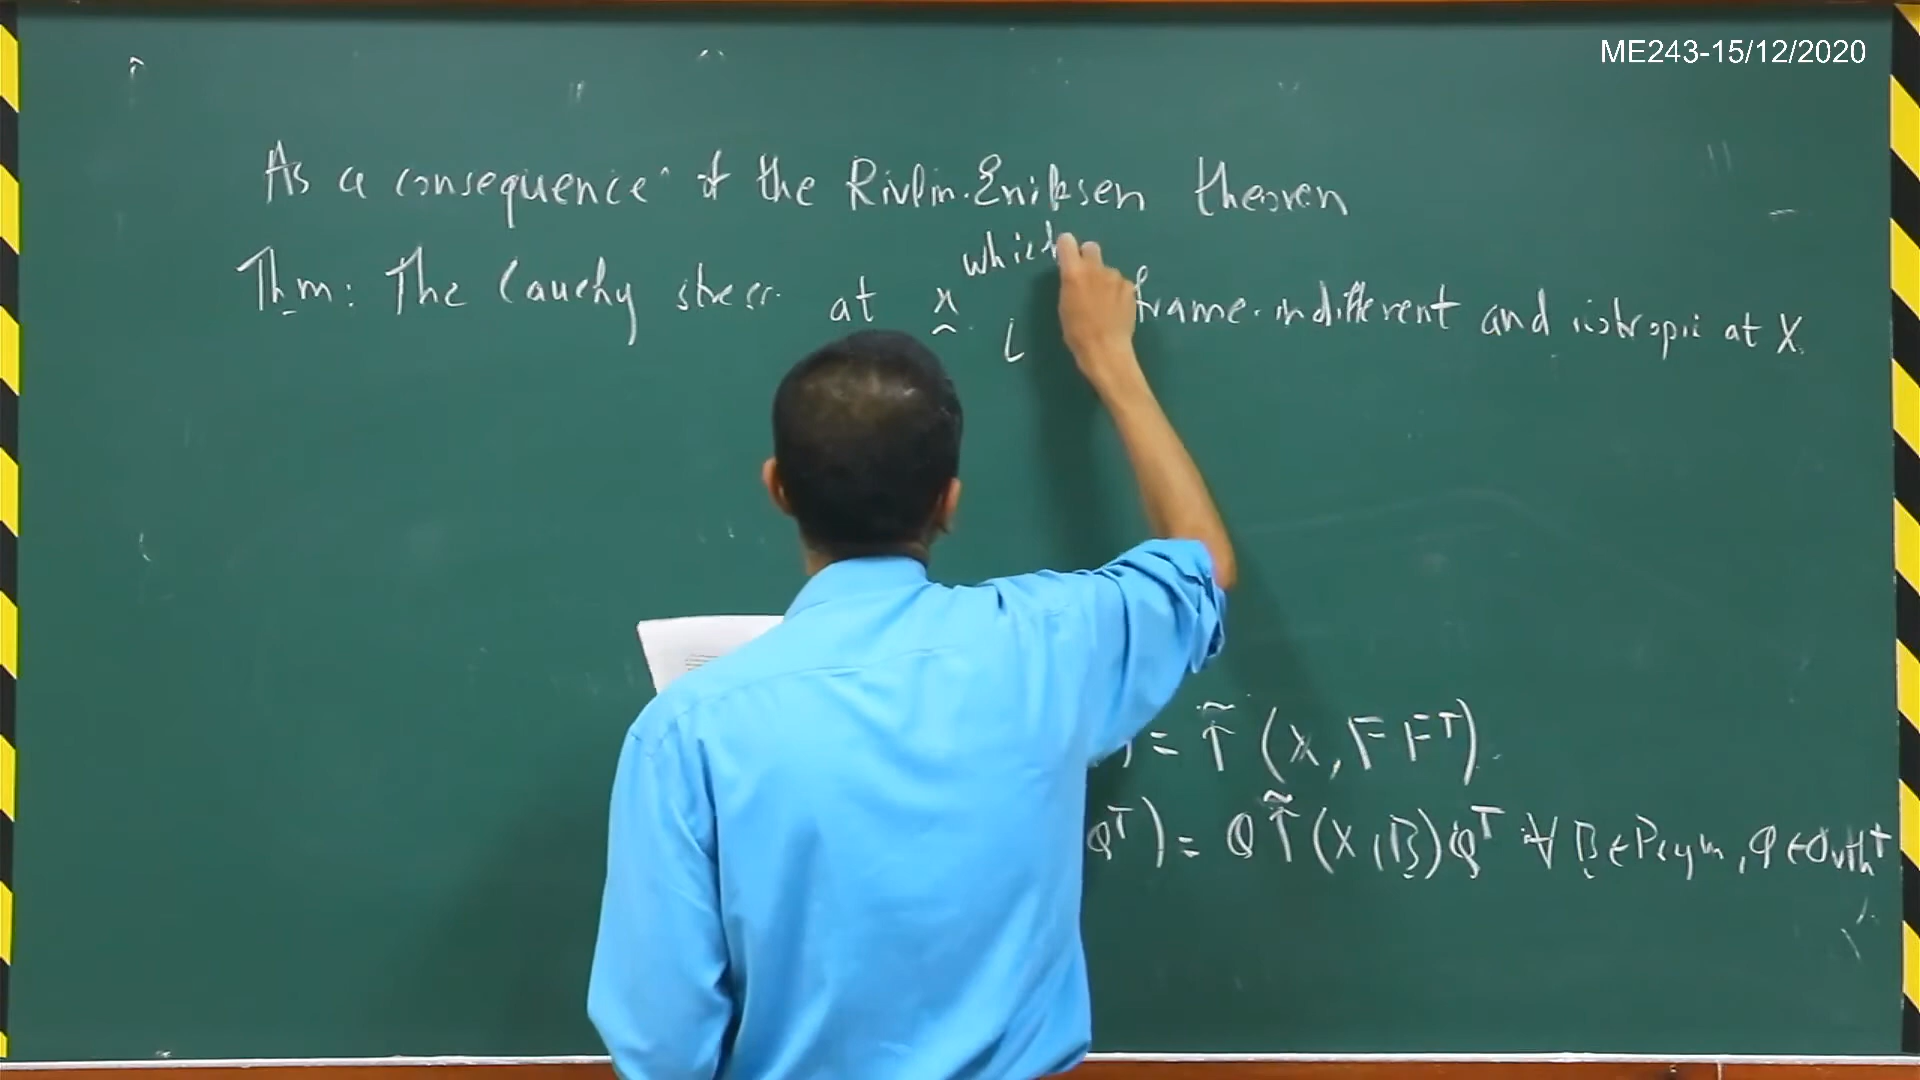 ME243-15/12/2020
As a consequence of the Rivlin-Eriksen theorem
which
Thm: The Cauchy stress at x i frame-indifferent and isotropic at X.
= T̃ (X, F Fᵀ).
Qᵀ) = Q T̃ (X, B) Qᵀ ∀ B ∈ Psym, Q ∈ Orth⁺